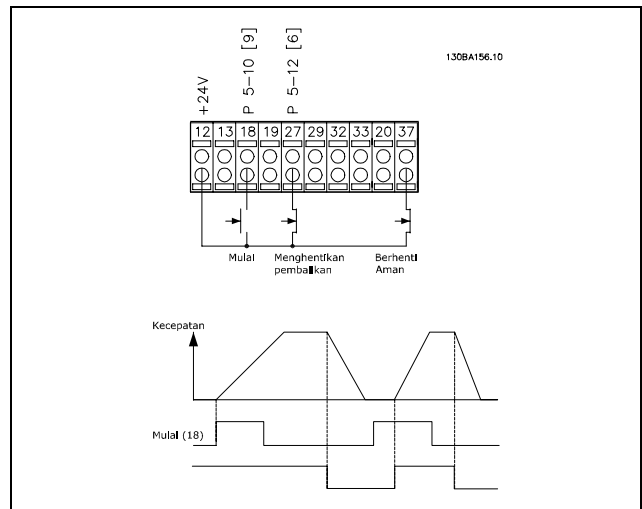 130BA156.10
+24V
P 5-10 [9]
P 5-12 [6]
12 13 18 19 27 29 32 33 20 37
Mulai
Menghentikan
pembalikan
Berhenti
Aman
Kecepatan
Mulai (18)